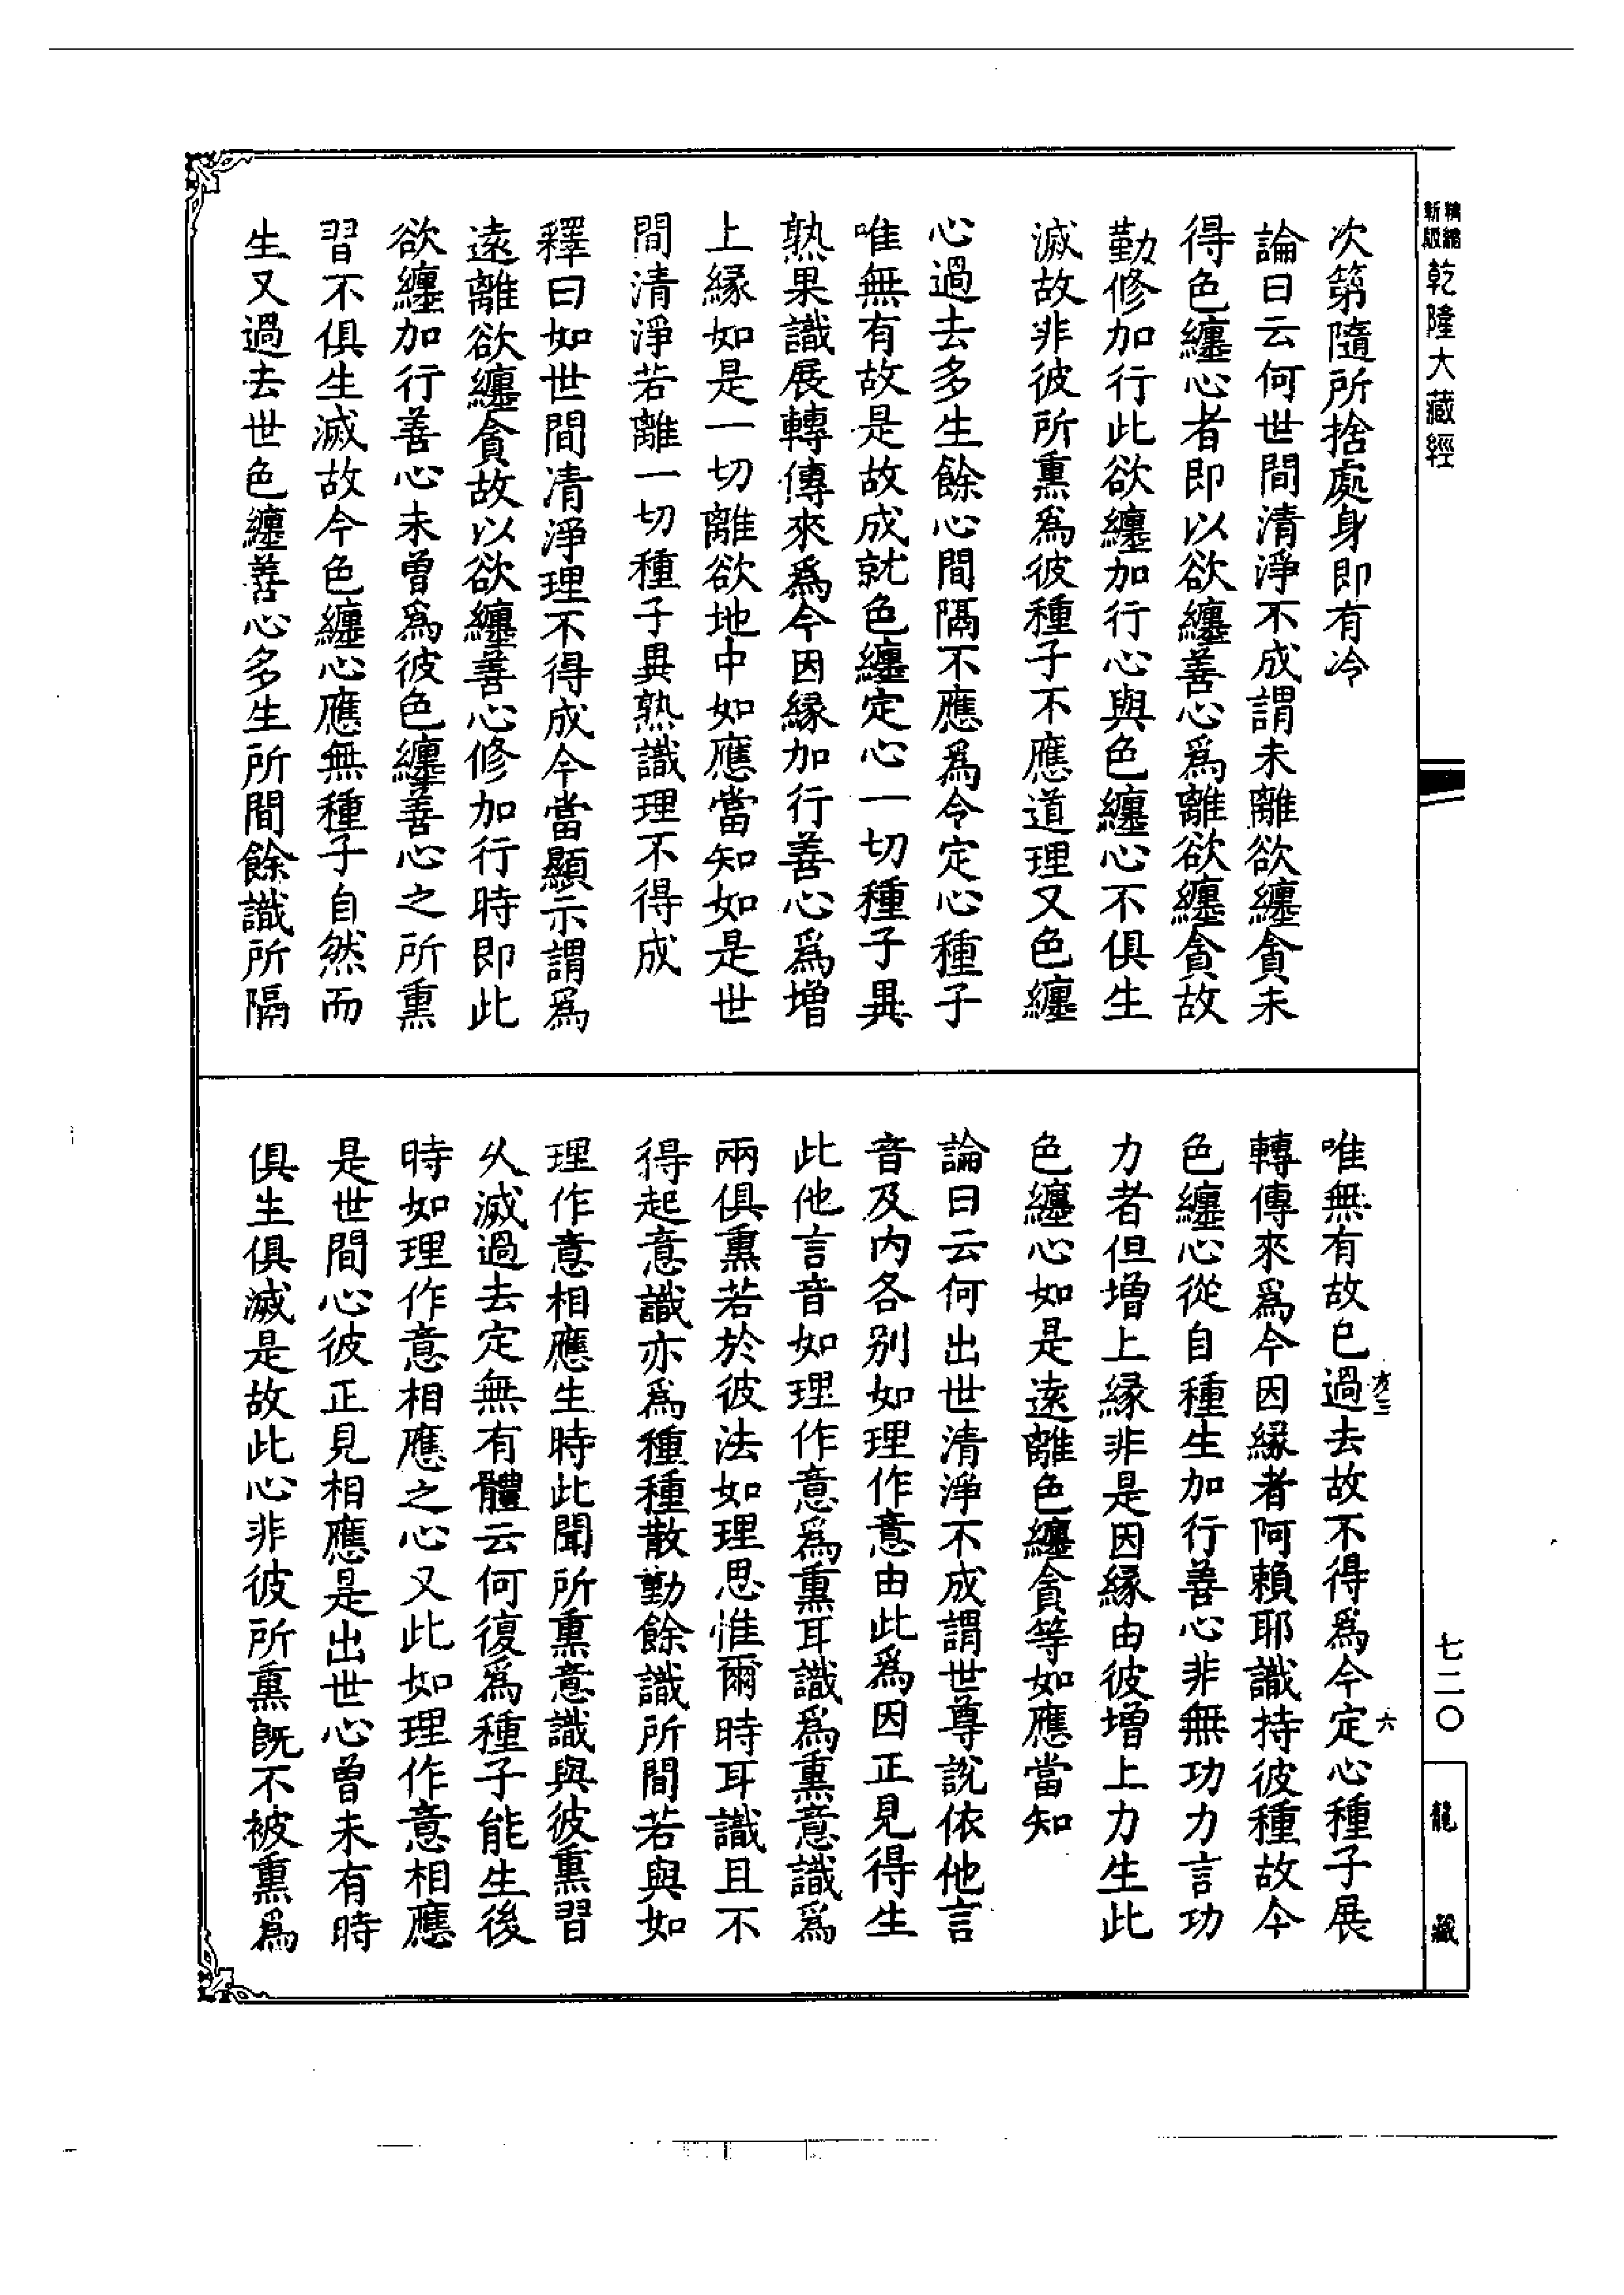 精縮新版乾隆大藏經
次第隨所捨處身即有冷
論曰云何世間清淨不成謂未離欲纏貪未
得色纏心者即以欲纏善心爲離欲纏貪故
勤修加行此欲纏加行心與色纏心不俱生
滅故非彼所熏爲彼種子不應道理又色纏
心過去多生餘心間隔不應爲今定心種子
唯無有故是故成就色纏定心一切種子異
熟果識展轉傳來爲今因緣加行善心爲增
上緣如是一切離欲地中如應當知如是世
間清淨若離一切種子異熟識理不得成
釋曰如世間清淨理不得成今當顯示謂爲
遠離欲纏貪故以欲纏善心修加行時即此
欲纏加行善心未曾爲彼色纏善心之所熏
習不俱生滅故今色纏心應無種子自然而
生又過去世色纏善心多生所間餘識所隔
唯無有故已過去故不得爲今定心種子展
轉傳來爲今因緣者阿賴耶識持彼種故今
色纏心從自種生加行善心非無功力言功
力者但增上緣非是因緣由彼增上力生此
色纏心如是遠離色纏貪等如應當知
論曰云何出世清淨不成謂世尊說依他言
音及內各別如理作意由此爲因正見得生
此他言音如理作意爲熏耳識爲熏意識爲
兩俱熏若於彼法如理思惟爾時耳識且不
得起意識亦爲種種散動餘識所間若與如
理作意相應生時此聞所熏意識與彼熏習
久滅過去定無有體云何復爲種子能生後
時如理作意相應之心又此如理作意相應
是世間心彼正見相應是出世心曾未有時
俱生俱滅是故此心非彼所熏既不被熏爲
六
七二〇
龍藏